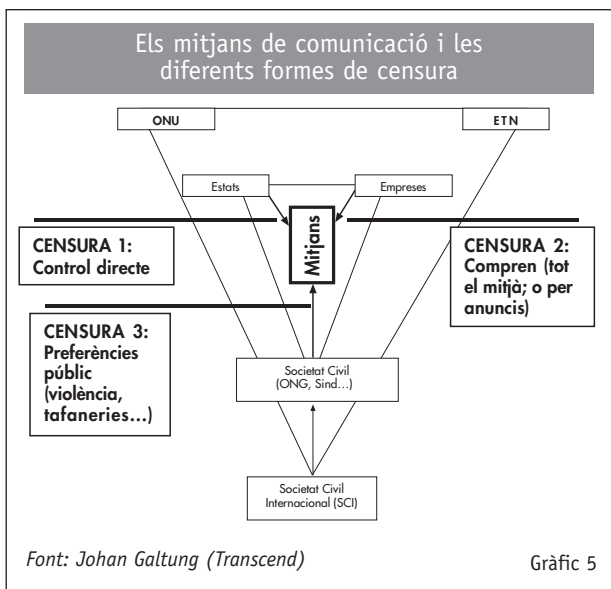 Els mitjans de comunicació i les
diferents formes de censura
ONU
ETN
Estats
Empreses
Mitjans
CENSURA 1:
Control directe
CENSURA 2:
Compren (tot
el mitjà; o per
anuncis)
CENSURA 3:
Preferències
públic
(violència,
tafaneries...)
Societat Civil
(ONG, Sind...)
Societat Civil
Internacional (SCI)
Font: Johan Galtung (Transcend)
Gràfic 5